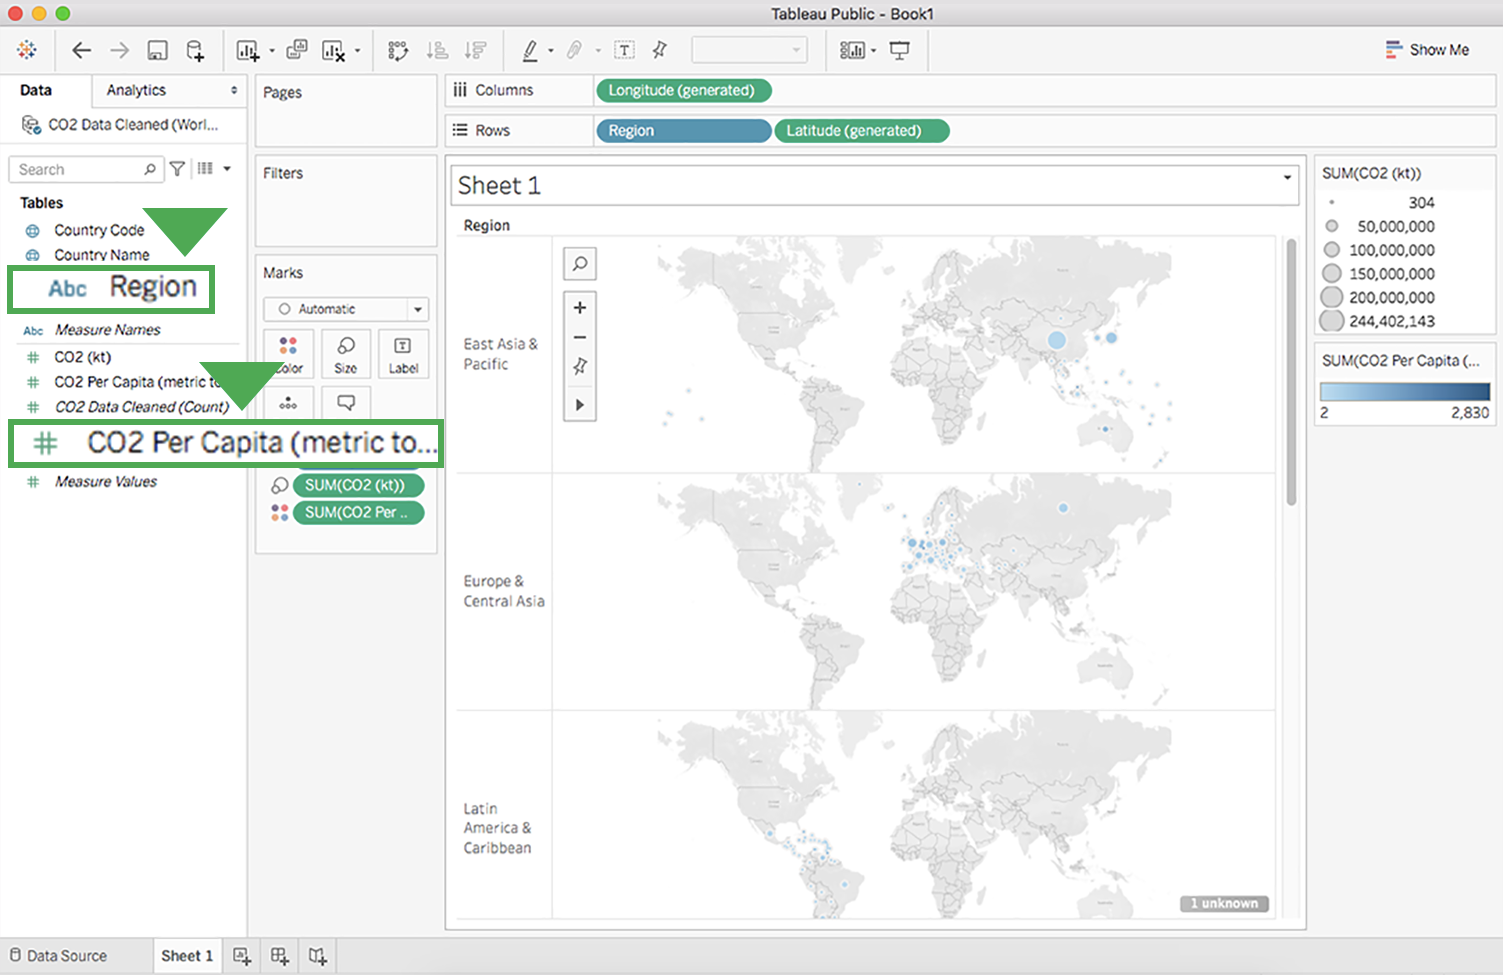 Tableau Public - Book1
Show Me
Data
Analytics
CO2 Data Cleaned (Worl...
Search
Tables
Country Code
Country Name
Abc Region
Abc Measure Names
CO2 (kt)
CO2 Per Capita (metric to
CO2 Data Cleaned (Count)
CO2 Per Capita (metric to...
Measure Values
Pages
Filters
Marks
Automatic
Color
Size
T
Label
SUM(CO2 (kt))
SUM(CO2 Per ..
Columns
Longitude (generated)
Rows
Region
Latitude (generated)
Sheet 1
Region
East Asia &
Pacific
Europe &
Central Asia
Latin
America &
Caribbean
1 unknown
SUM(CO2 (kt))
304
50,000,000
100,000,000
150,000,000
200,000,000
244,402,143
SUM(CO2 Per Capita (...
2
2,830
Data Source
Sheet 1